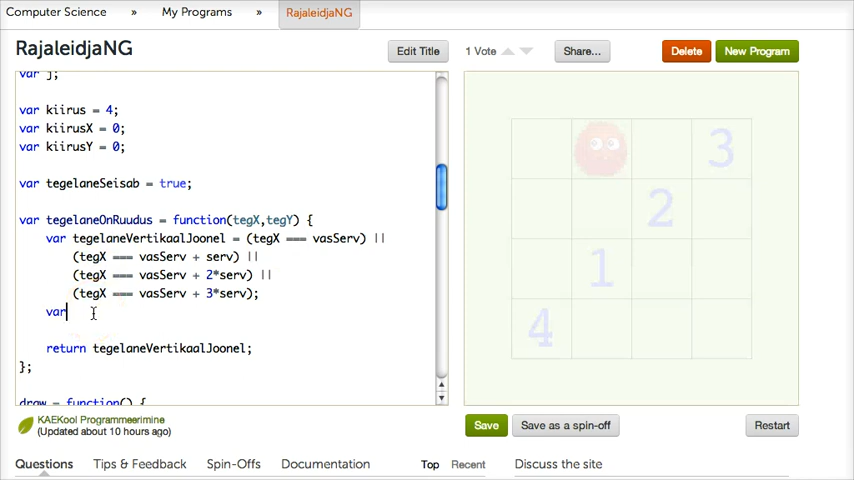 Computer Science » My Programs » RajaleidjaNG
RajaleidjaNG
Edit Title
1 Vote
Share...
Delete
New Program
var j;
var kiirus = 4;
var kiirusX = 0;
var kiirusY = 0;
var tegelaneSeisab = true;
var tegelaneOnRuudus = function(tegX,tegY) {
var tegelaneVertikaalJoonel = (tegX === vasServ) ||
(tegX === vasServ + serv) ||
(tegX === vasServ + 2*serv) ||
(tegX === vasServ + 3*serv);
var
return tegelaneVertikaalJoonel;
};
draw = function() {
3
2
1
4
KAEKool Programmeerimine
(Updated about 10 hours ago)
Save
Save as a spin-off
Restart
Questions Tips & Feedback Spin-Offs Documentation Top Recent Discuss the site